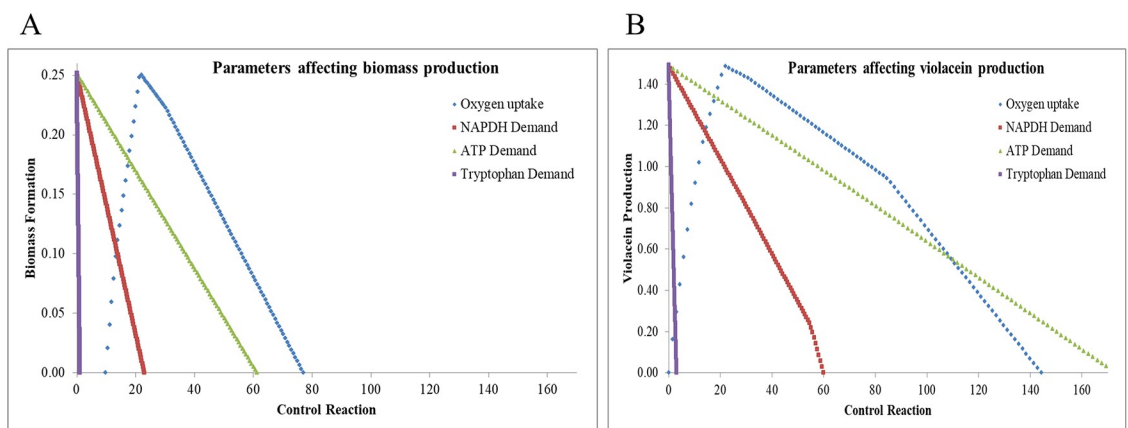 A
Parameters affecting biomass production
0.25
0.20
0.15
0.10
0.05
0.00
Biomass Formation
0 20 40 60 80 100 120 140 160
Control Reaction
Oxygen uptake
NAPDH Demand
ATP Demand
Tryptophan Demand
B
Parameters affecting violacein production
1.40
1.20
1.00
0.80
0.60
0.40
0.20
0.00
Violacein Production
0 20 40 60 80 100 120 140 160
Control Reaction
Oxygen uptake
NAPDH Demand
ATP Demand
Tryptophan Demand